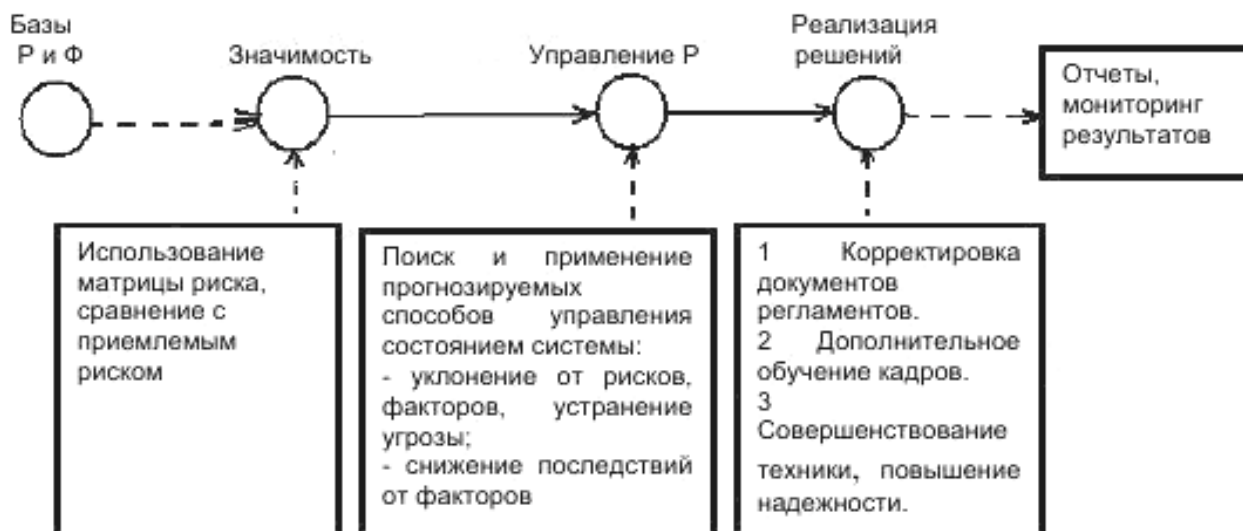 Базы
Р и Ф
Значимость
Управление Р
Реализация
решений
Отчеты,
мониторинг
результатов
Использование
матрицы риска,
сравнение с
приемлемым
риском
Поиск и применение
прогнозируемых
способов управления
состоянием системы:
- уклонение от рисков,
факторов, устранение
угрозы;
- снижение последствий
от факторов
1 Корректировка
документов
регламентов.
2 Дополнительное
обучение кадров.
3
Совершенствование
техники, повышение
надежности.